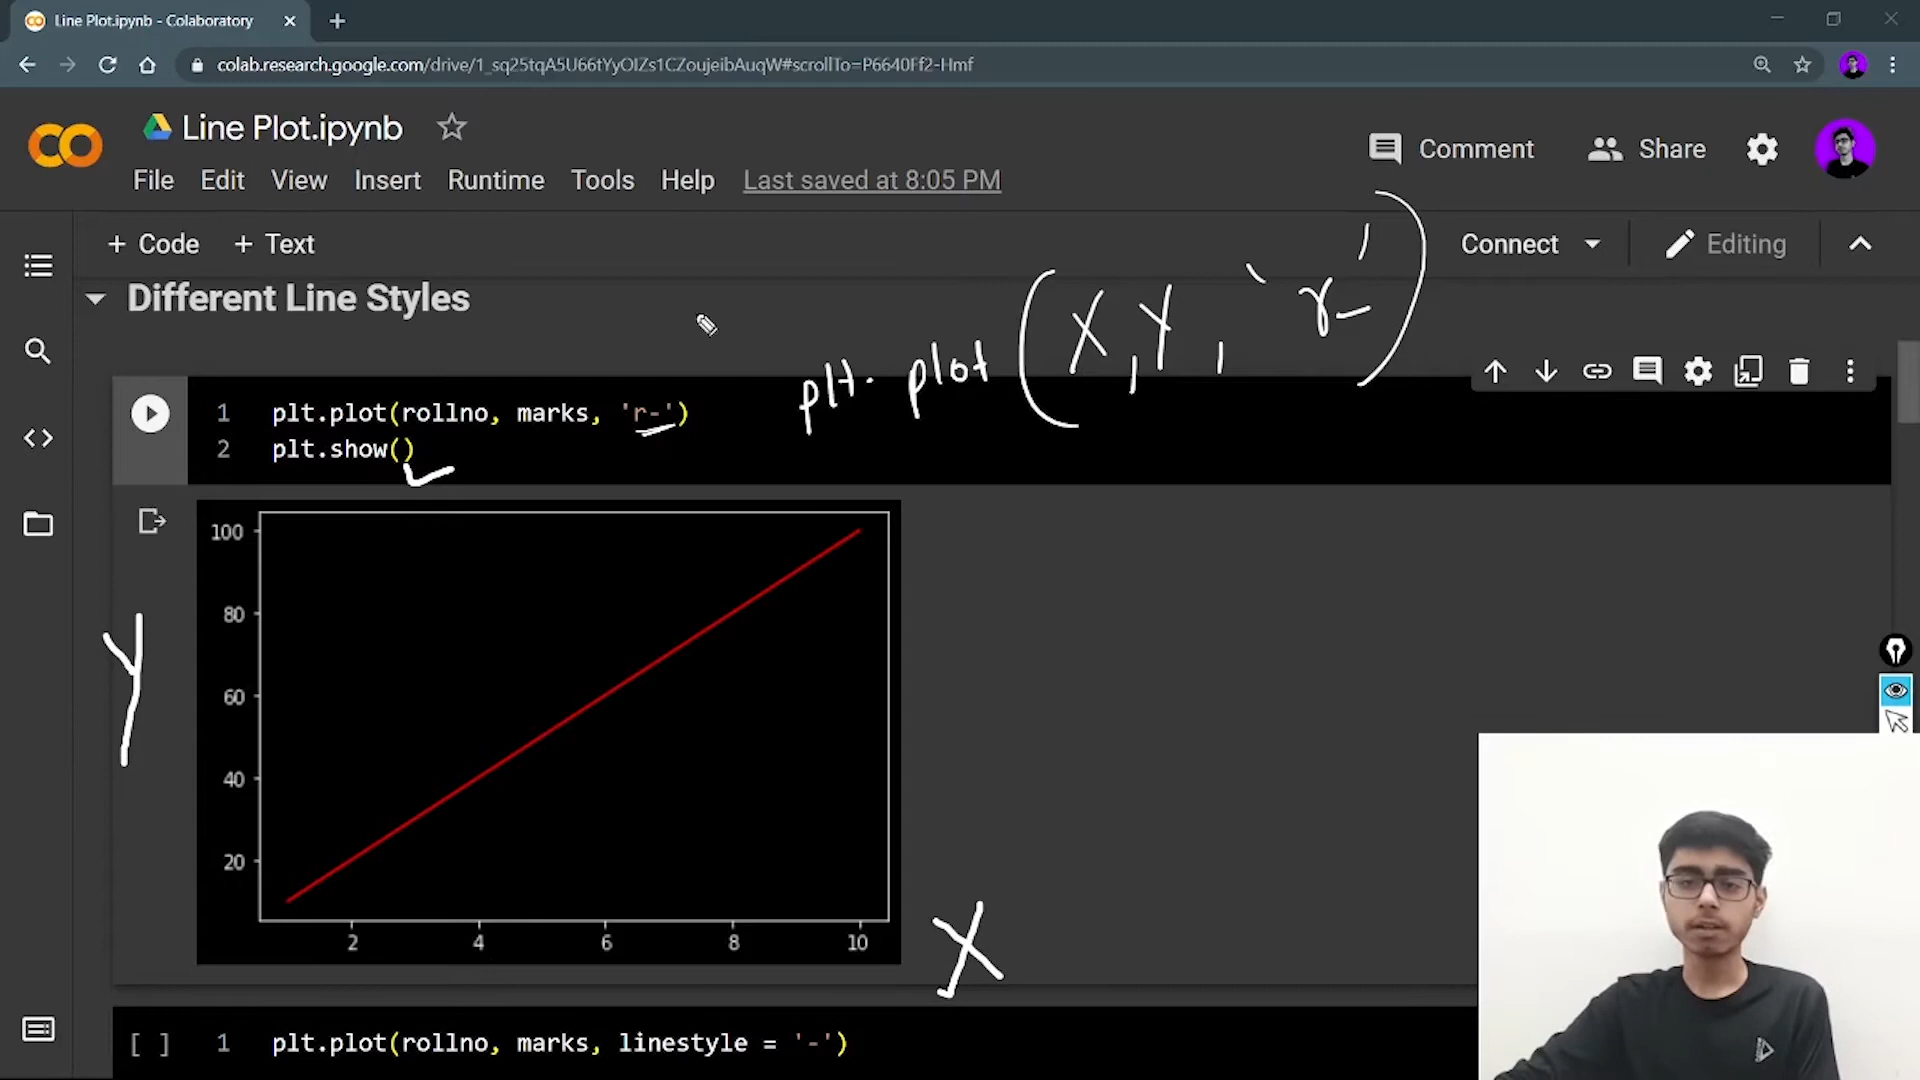 Line Plot.ipynb - Colaboratory
colab.research.google.com/drive/1_sq25tqA5U66tYyOIZs1CZoujeibAuqW#scrollTo=P6640Ff2-Hmf
Line Plot.ipynb
Comment
Share
File Edit View Insert Runtime Tools Help Last saved at 8:05 PM
+ Code + Text
Connect
Editing
Different Line Styles
plt. plot (X, Y, 'r-')
1 plt.plot(rollno, marks, 'r-')
2 plt.show()
100
80
60
40
20
2 4 6 8 10
Y
X
[ ] 1 plt.plot(rollno, marks, linestyle = '-')